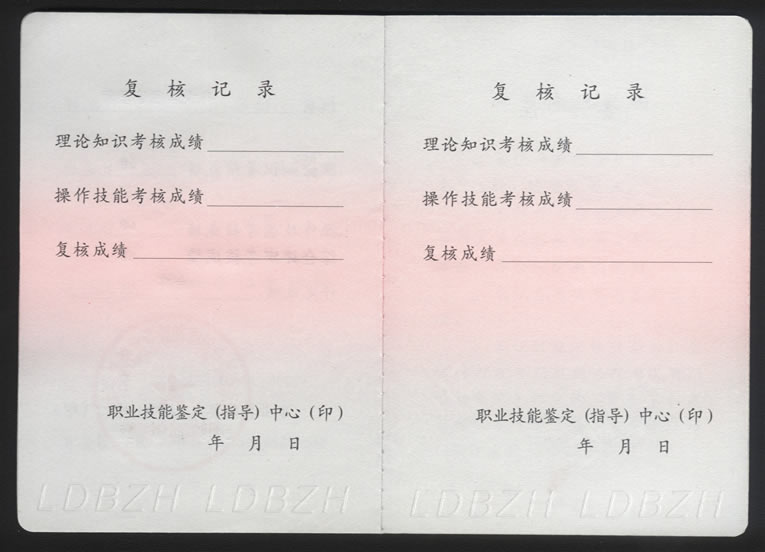 复核记录
理论知识考核成绩
操作技能考核成绩
复核成绩
职业技能鉴定(指导)中心(印)
年 月 日
LDBZH LDBZH
复核记录
理论知识考核成绩
操作技能考核成绩
复核成绩
职业技能鉴定(指导)中心(印)
年 月 日
LDBZH LDBZH